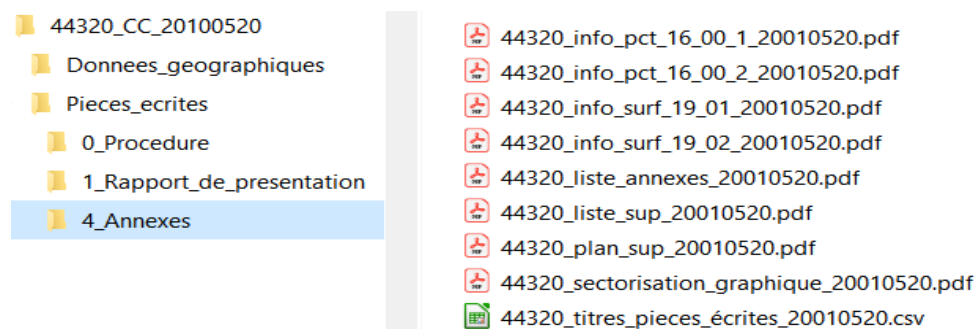 44320_CC_20100520
Donnees_geographiques
Pieces_ecrites
0_Procedure
1_Rapport_de_presentation
4_Annexes
44320_info_pct_16_00_1_20010520.pdf
44320_info_pct_16_00_2_20010520.pdf
44320_info_surf_19_01_20010520.pdf
44320_info_surf_19_02_20010520.pdf
44320_liste_annexes_20010520.pdf
44320_liste_sup_20010520.pdf
44320_plan_sup_20010520.pdf
44320_sectorisation_graphique_20010520.pdf
44320_titres_pieces_écrites_20010520.csv